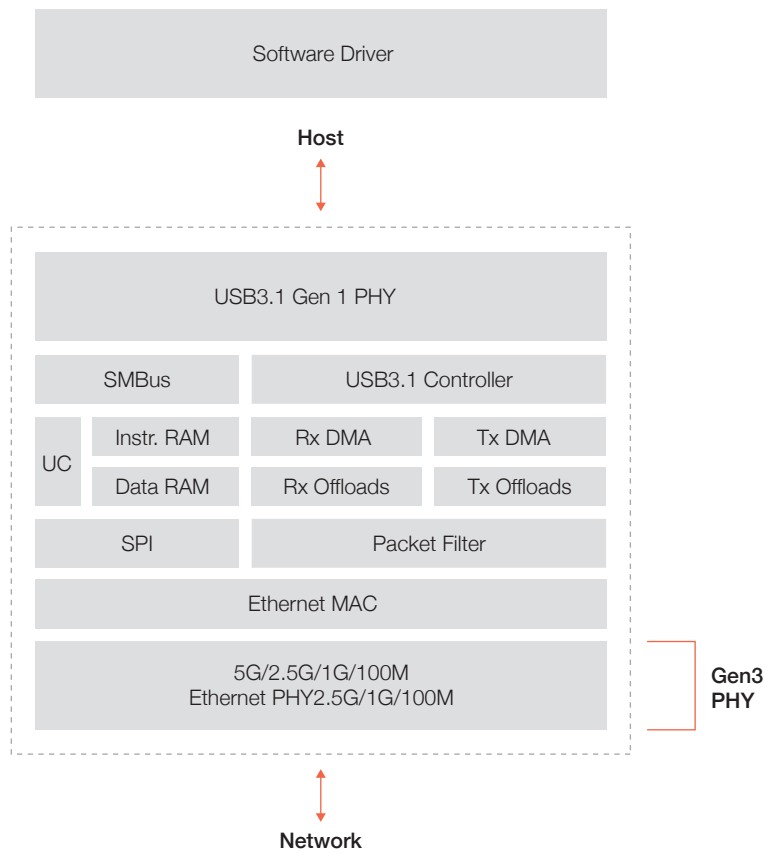 Software Driver
Host
USB3.1 Gen 1 PHY
SMBus
USB3.1 Controller
UC
Instr. RAM
Rx DMA
Tx DMA
Data RAM
Rx Offloads
Tx Offloads
SPI
Packet Filter
Ethernet MAC
5G/2.5G/1G/100M
Ethernet PHY2.5G/1G/100M
Gen3
PHY
Network